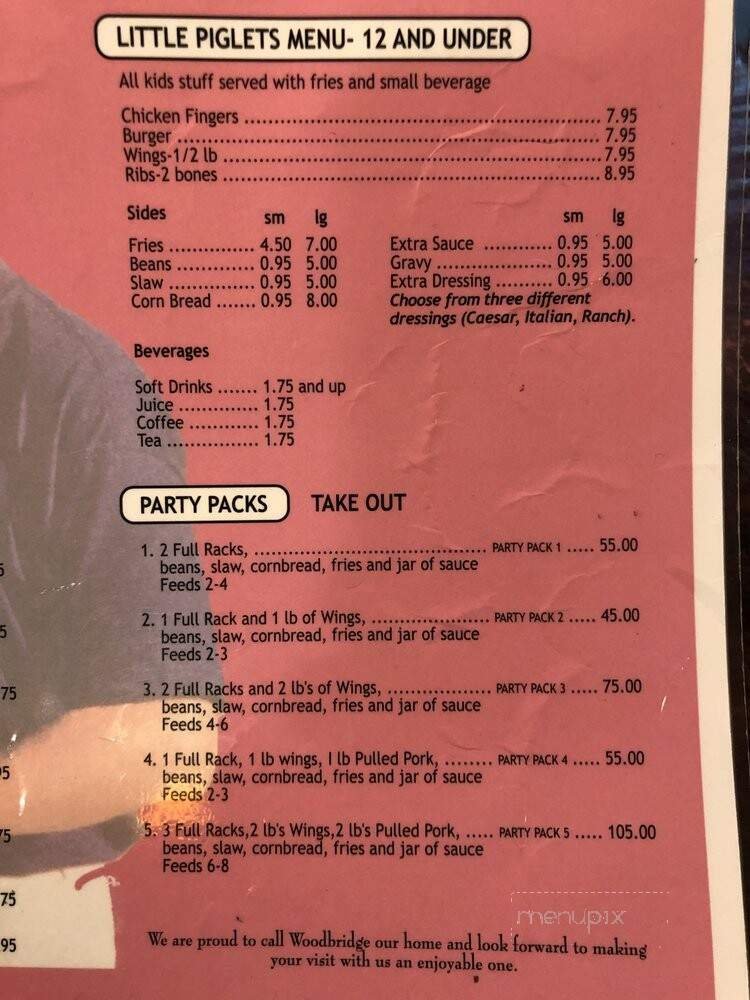 LITTLE PIGLETS MENU- 12 AND UNDER
All kids stuff served with fries and small beverage
Chicken Fingers ........ 7.95
Burger ........ 7.95
Wings-1/2 lb ........ 7.95
Ribs-2 bones ........ 8.95
Sides sm lg
Fries ........ 4.50 7.00
Beans ........ 0.95 5.00
Slaw ........ 0.95 5.00
Corn Bread ....... 0.95 8.00
sm lg
Extra Sauce ........ 0.95 5.00
Gravy ........ 0.95 5.00
Extra Dressing ........ 0.95 6.00
Choose from three different
dressings (Caesar, Italian, Ranch).
Beverages
Soft Drinks ....... 1.75 and up
Juice ........ 1.75
Coffee ........ 1.75
Tea ........ 1.75
PARTY PACKS TAKE OUT
1. 2 Full Racks, ........ PARTY PACK 1 ..... 55.00
beans, slaw, cornbread, fries and jar of sauce
Feeds 2-4
2. 1 Full Rack and 1 lb of Wings, ........ PARTY PACK 2 ..... 45.00
beans, slaw, cornbread, fries and jar of sauce
Feeds 2-3
3. 2 Full Racks and 2 lb's of Wings, ........ PARTY PACK 3 ..... 75.00
beans, slaw, cornbread, fries and jar of sauce
Feeds 4-6
4. 1 Full Rack, 1 lb wings, I lb Pulled Pork, ........ PARTY PACK 4 ..... 55.00
beans, slaw, cornbread, fries and jar of sauce
Feeds 2-3
5. 3 Full Racks,2 lb's Wings,2 lb's Pulled Pork, ..... PARTY PACK 5 ..... 105.00
beans, slaw, cornbread, fries and jar of sauce
Feeds 6-8
5
5
75
95
75
75
95
menupix
We are proud to call Woodbridge our home and look forward to making
your visit with us an enjoyable one.